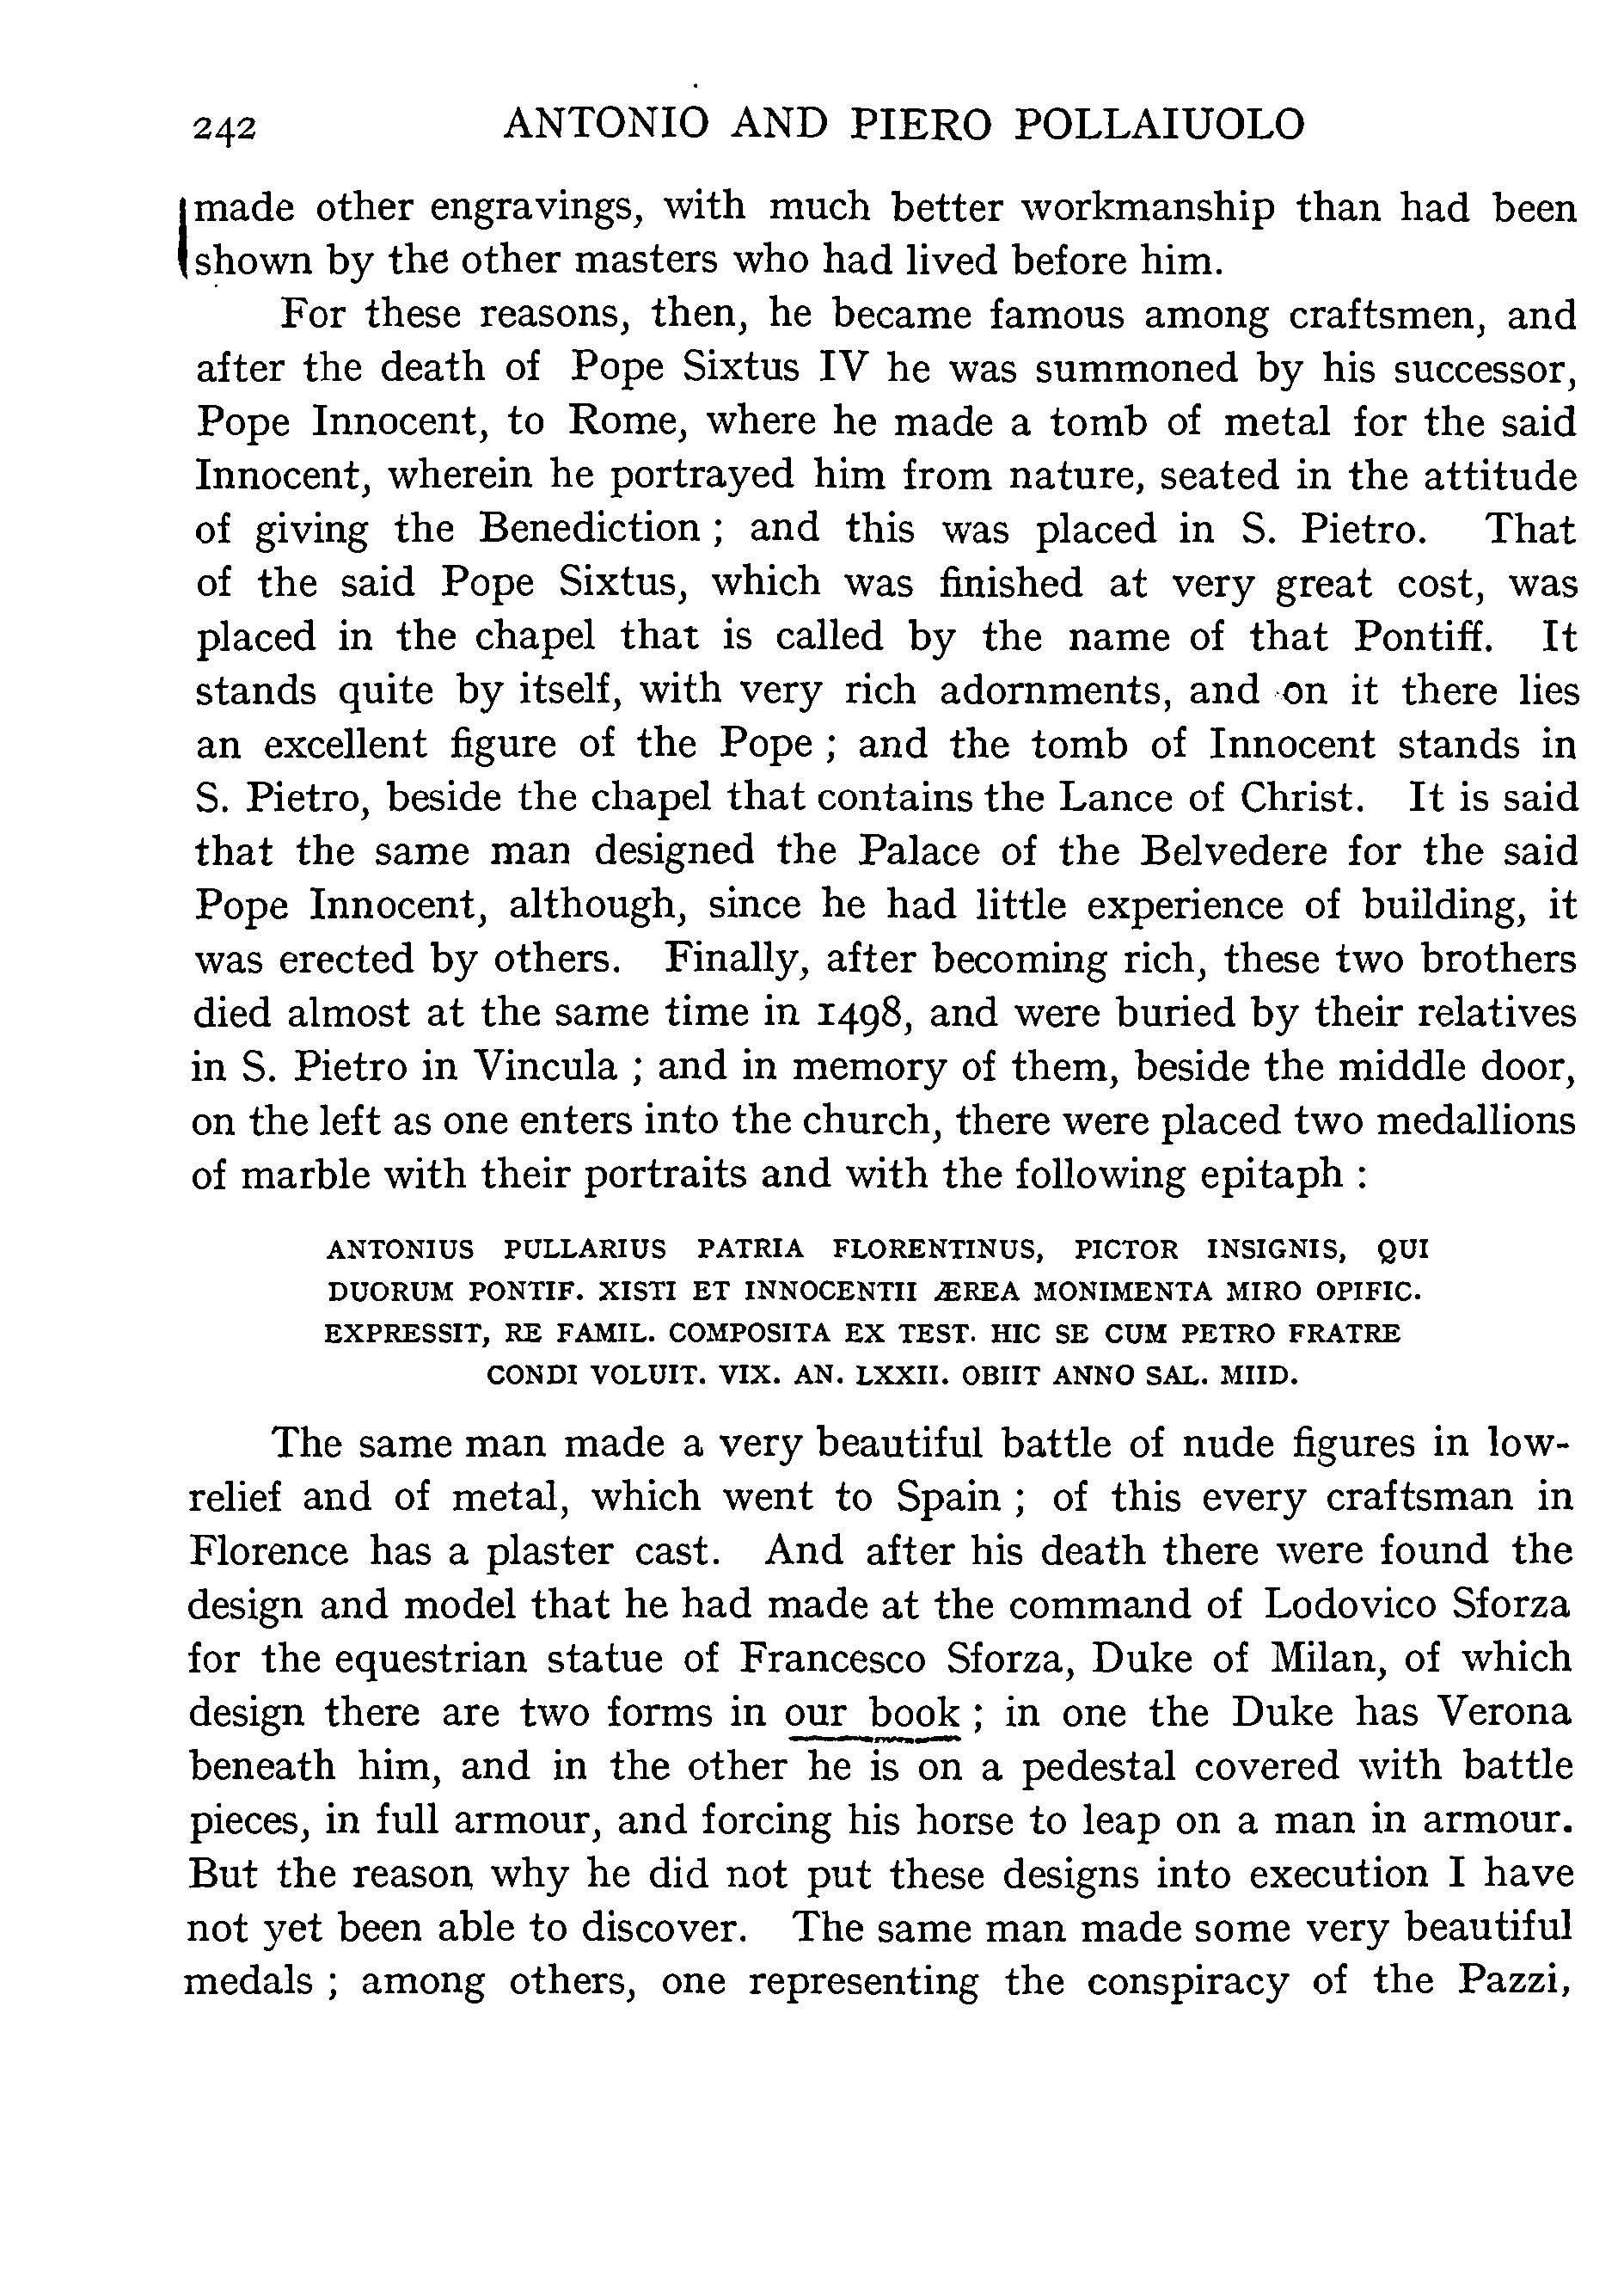 242 ANTONIO AND PIERO POLLAIUOLO
made other engravings, with much better workmanship than had been
shown by the other masters who had lived before him.
For these reasons, then, he became famous among craftsmen, and
after the death of Pope Sixtus IV he was summoned by his successor,
Pope Innocent, to Rome, where he made a tomb of metal for the said
Innocent, wherein he portrayed him from nature, seated in the attitude
of giving the Benediction ; and this was placed in S. Pietro. That
of the said Pope Sixtus, which was finished at very great cost, was
placed in the chapel that is called by the name of that Pontiff. It
stands quite by itself, with very rich adornments, and on it there lies
an excellent figure of the Pope ; and the tomb of Innocent stands in
S. Pietro, beside the chapel that contains the Lance of Christ. It is said
that the same man designed the Palace of the Belvedere for the said
Pope Innocent, although, since he had little experience of building, it
was erected by others. Finally, after becoming rich, these two brothers
died almost at the same time in 1498, and were buried by their relatives
in S. Pietro in Vincula ; and in memory of them, beside the middle door,
on the left as one enters into the church, there were placed two medallions
of marble with their portraits and with the following epitaph :
ANTONIUS PULLARIUS PATRIA FLORENTINUS, PICTOR INSIGNIS, QUI
DUORUM PONTIF. XISTI ET INNOCENTII ÆREA MONIMENTA MIRO OPIFIC.
EXPRESSIT, RE FAMIL. COMPOSITA EX TEST. HIC SE CUM PETRO FRATRE
CONDI VOLUIT. VIX. AN. LXXII. OBIIT ANNO SAL. MIID.
The same man made a very beautiful battle of nude figures in low-
relief and of metal, which went to Spain ; of this every craftsman in
Florence has a plaster cast. And after his death there were found the
design and model that he had made at the command of Lodovico Sforza
for the equestrian statue of Francesco Sforza, Duke of Milan, of which
design there are two forms in our book ; in one the Duke has Verona
beneath him, and in the other he is on a pedestal covered with battle
pieces, in full armour, and forcing his horse to leap on a man in armour.
But the reason why he did not put these designs into execution I have
not yet been able to discover. The same man made some very beautiful
medals ; among others, one representing the conspiracy of the Pazzi,